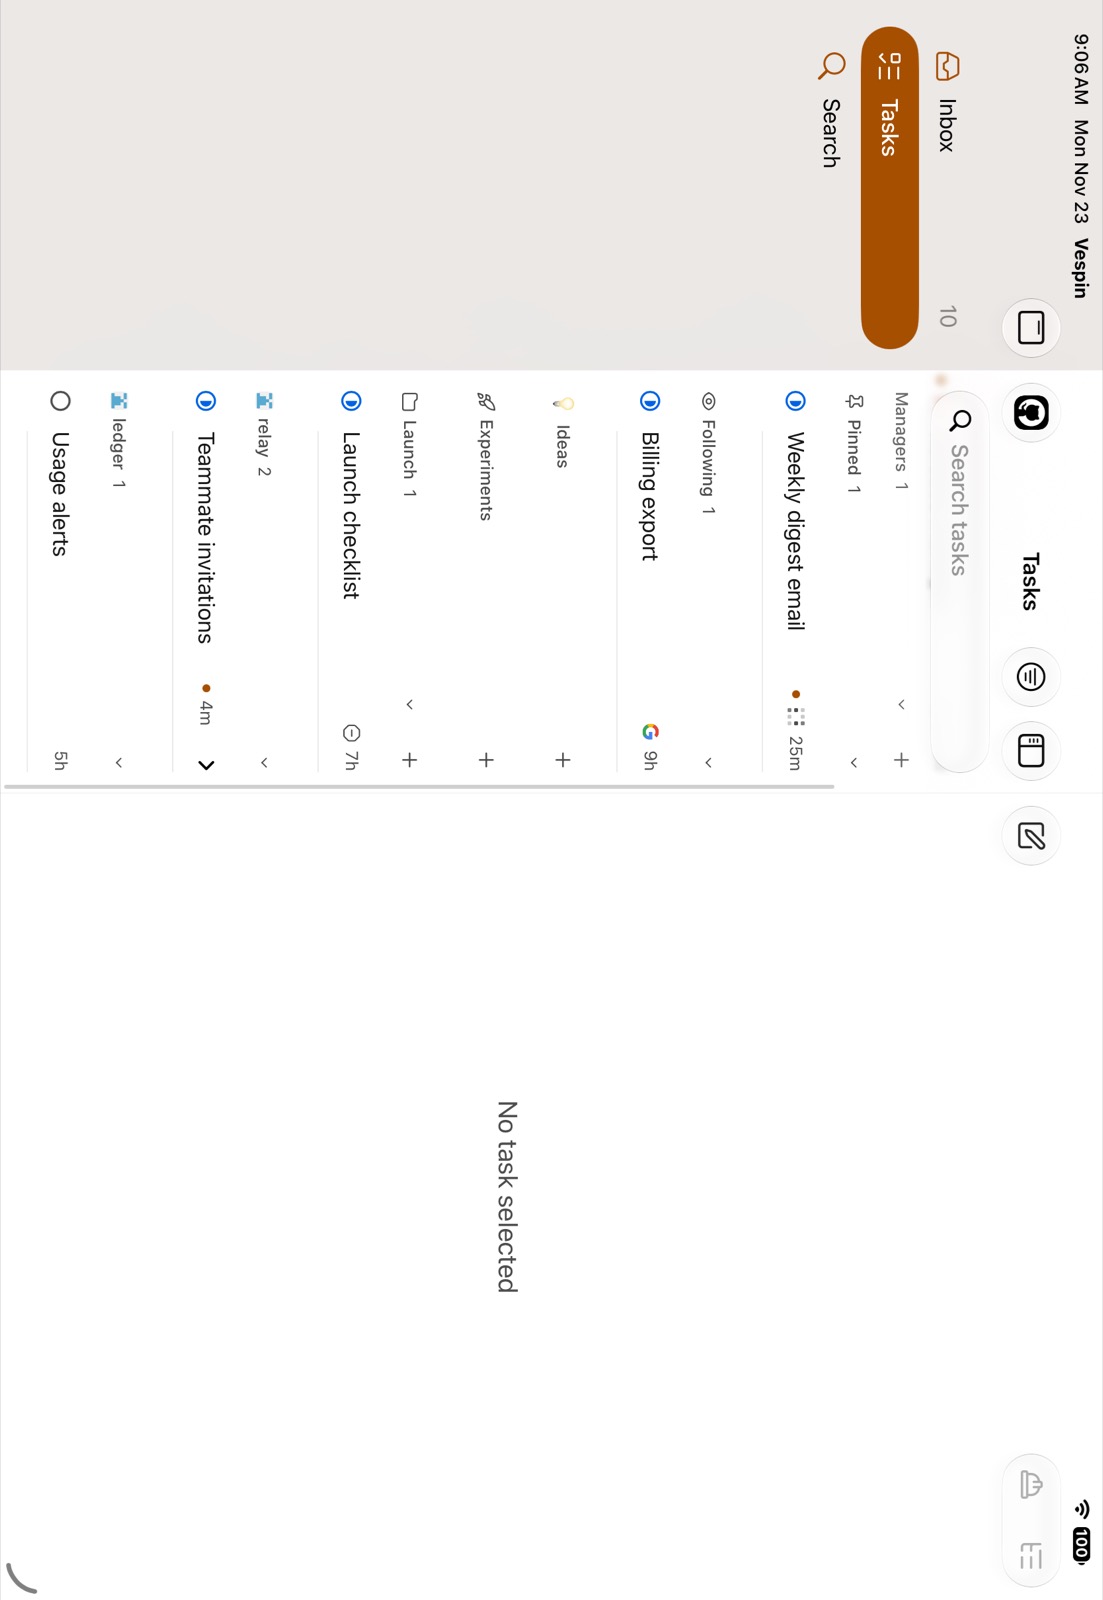 9:06 AM Mon Nov 23 Vespin
100
Inbox 10
Tasks
Search
Tasks
Search tasks
Managers 1
Pinned 1
Weekly digest email 25m
Following 1
Billing export 9h
Ideas
Experiments
Launch 1
Launch checklist 7h
relay 2
Teammate invitations 4m
ledger 1
Usage alerts 5h
No task selected